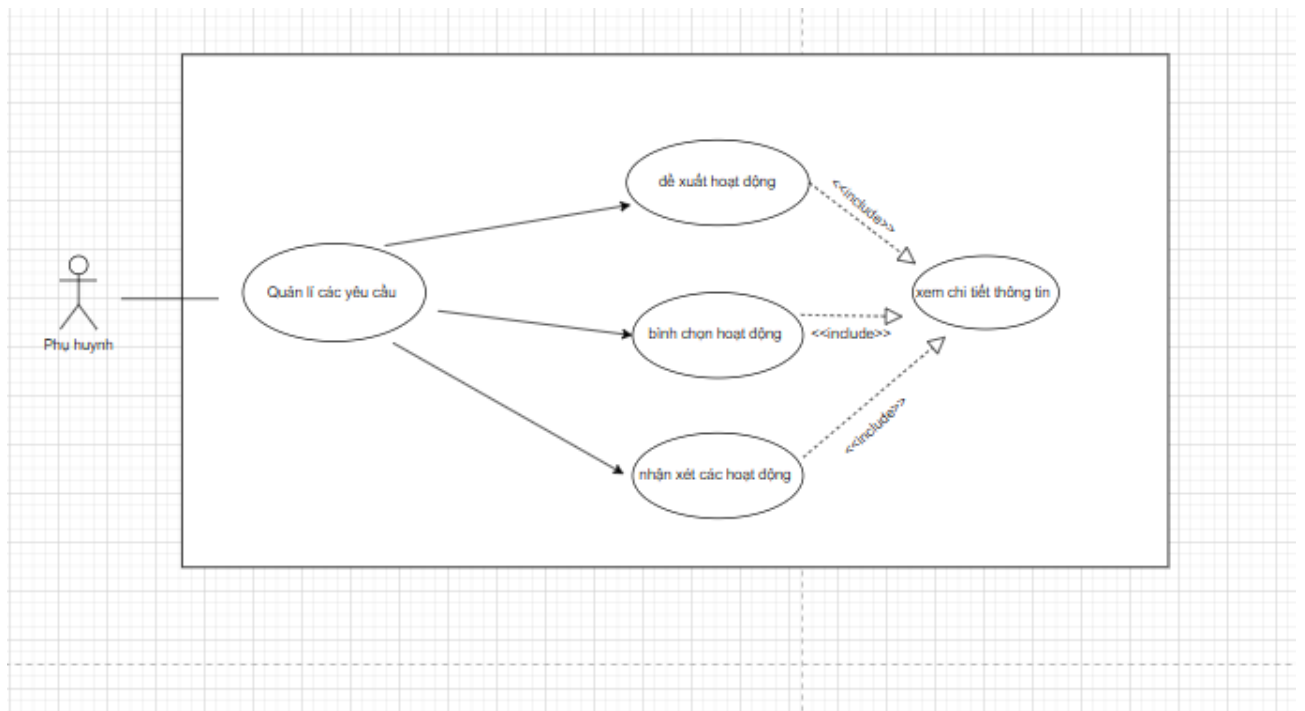 đề xuất hoạt động
<<include>>
Quản lí các yêu cầu
xem chi tiết thông tin
Phụ huynh
bình chọn hoạt động
<<include>>
<<include>>
nhận xét các hoạt động